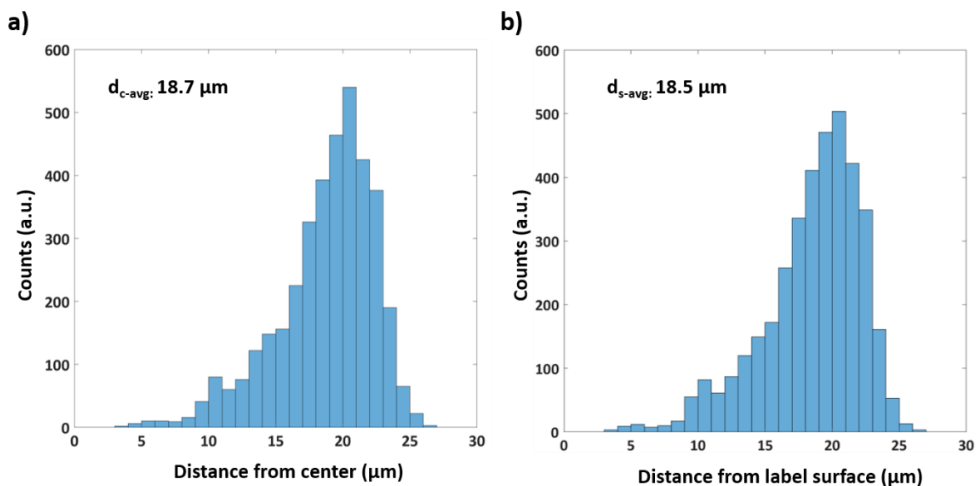 a)
600
500
400
300
200
100
0
Counts (a.u.)
d_c-avg: 18.7 µm
0 5 10 15 20 25 30
Distance from center (µm)
b)
600
500
400
300
200
100
0
Counts (a.u.)
d_s-avg: 18.5 µm
0 5 10 15 20 25 30
Distance from label surface (µm)